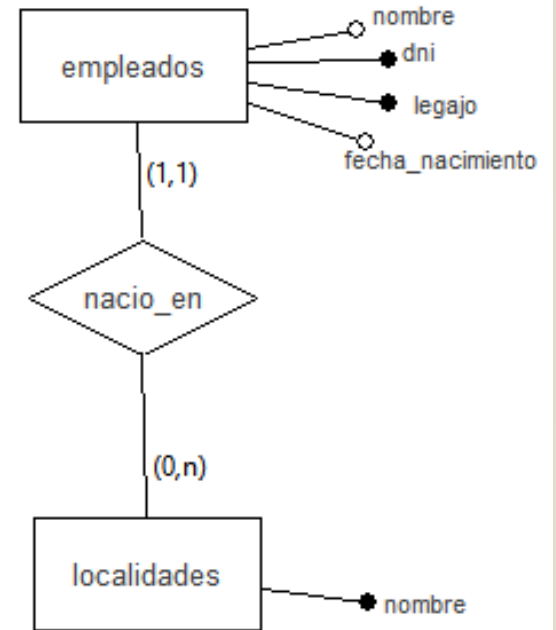 nombre
empleados
dni
legajo
fecha_nacimiento
(1,1)
nacio_en
(0,n)
localidades
nombre